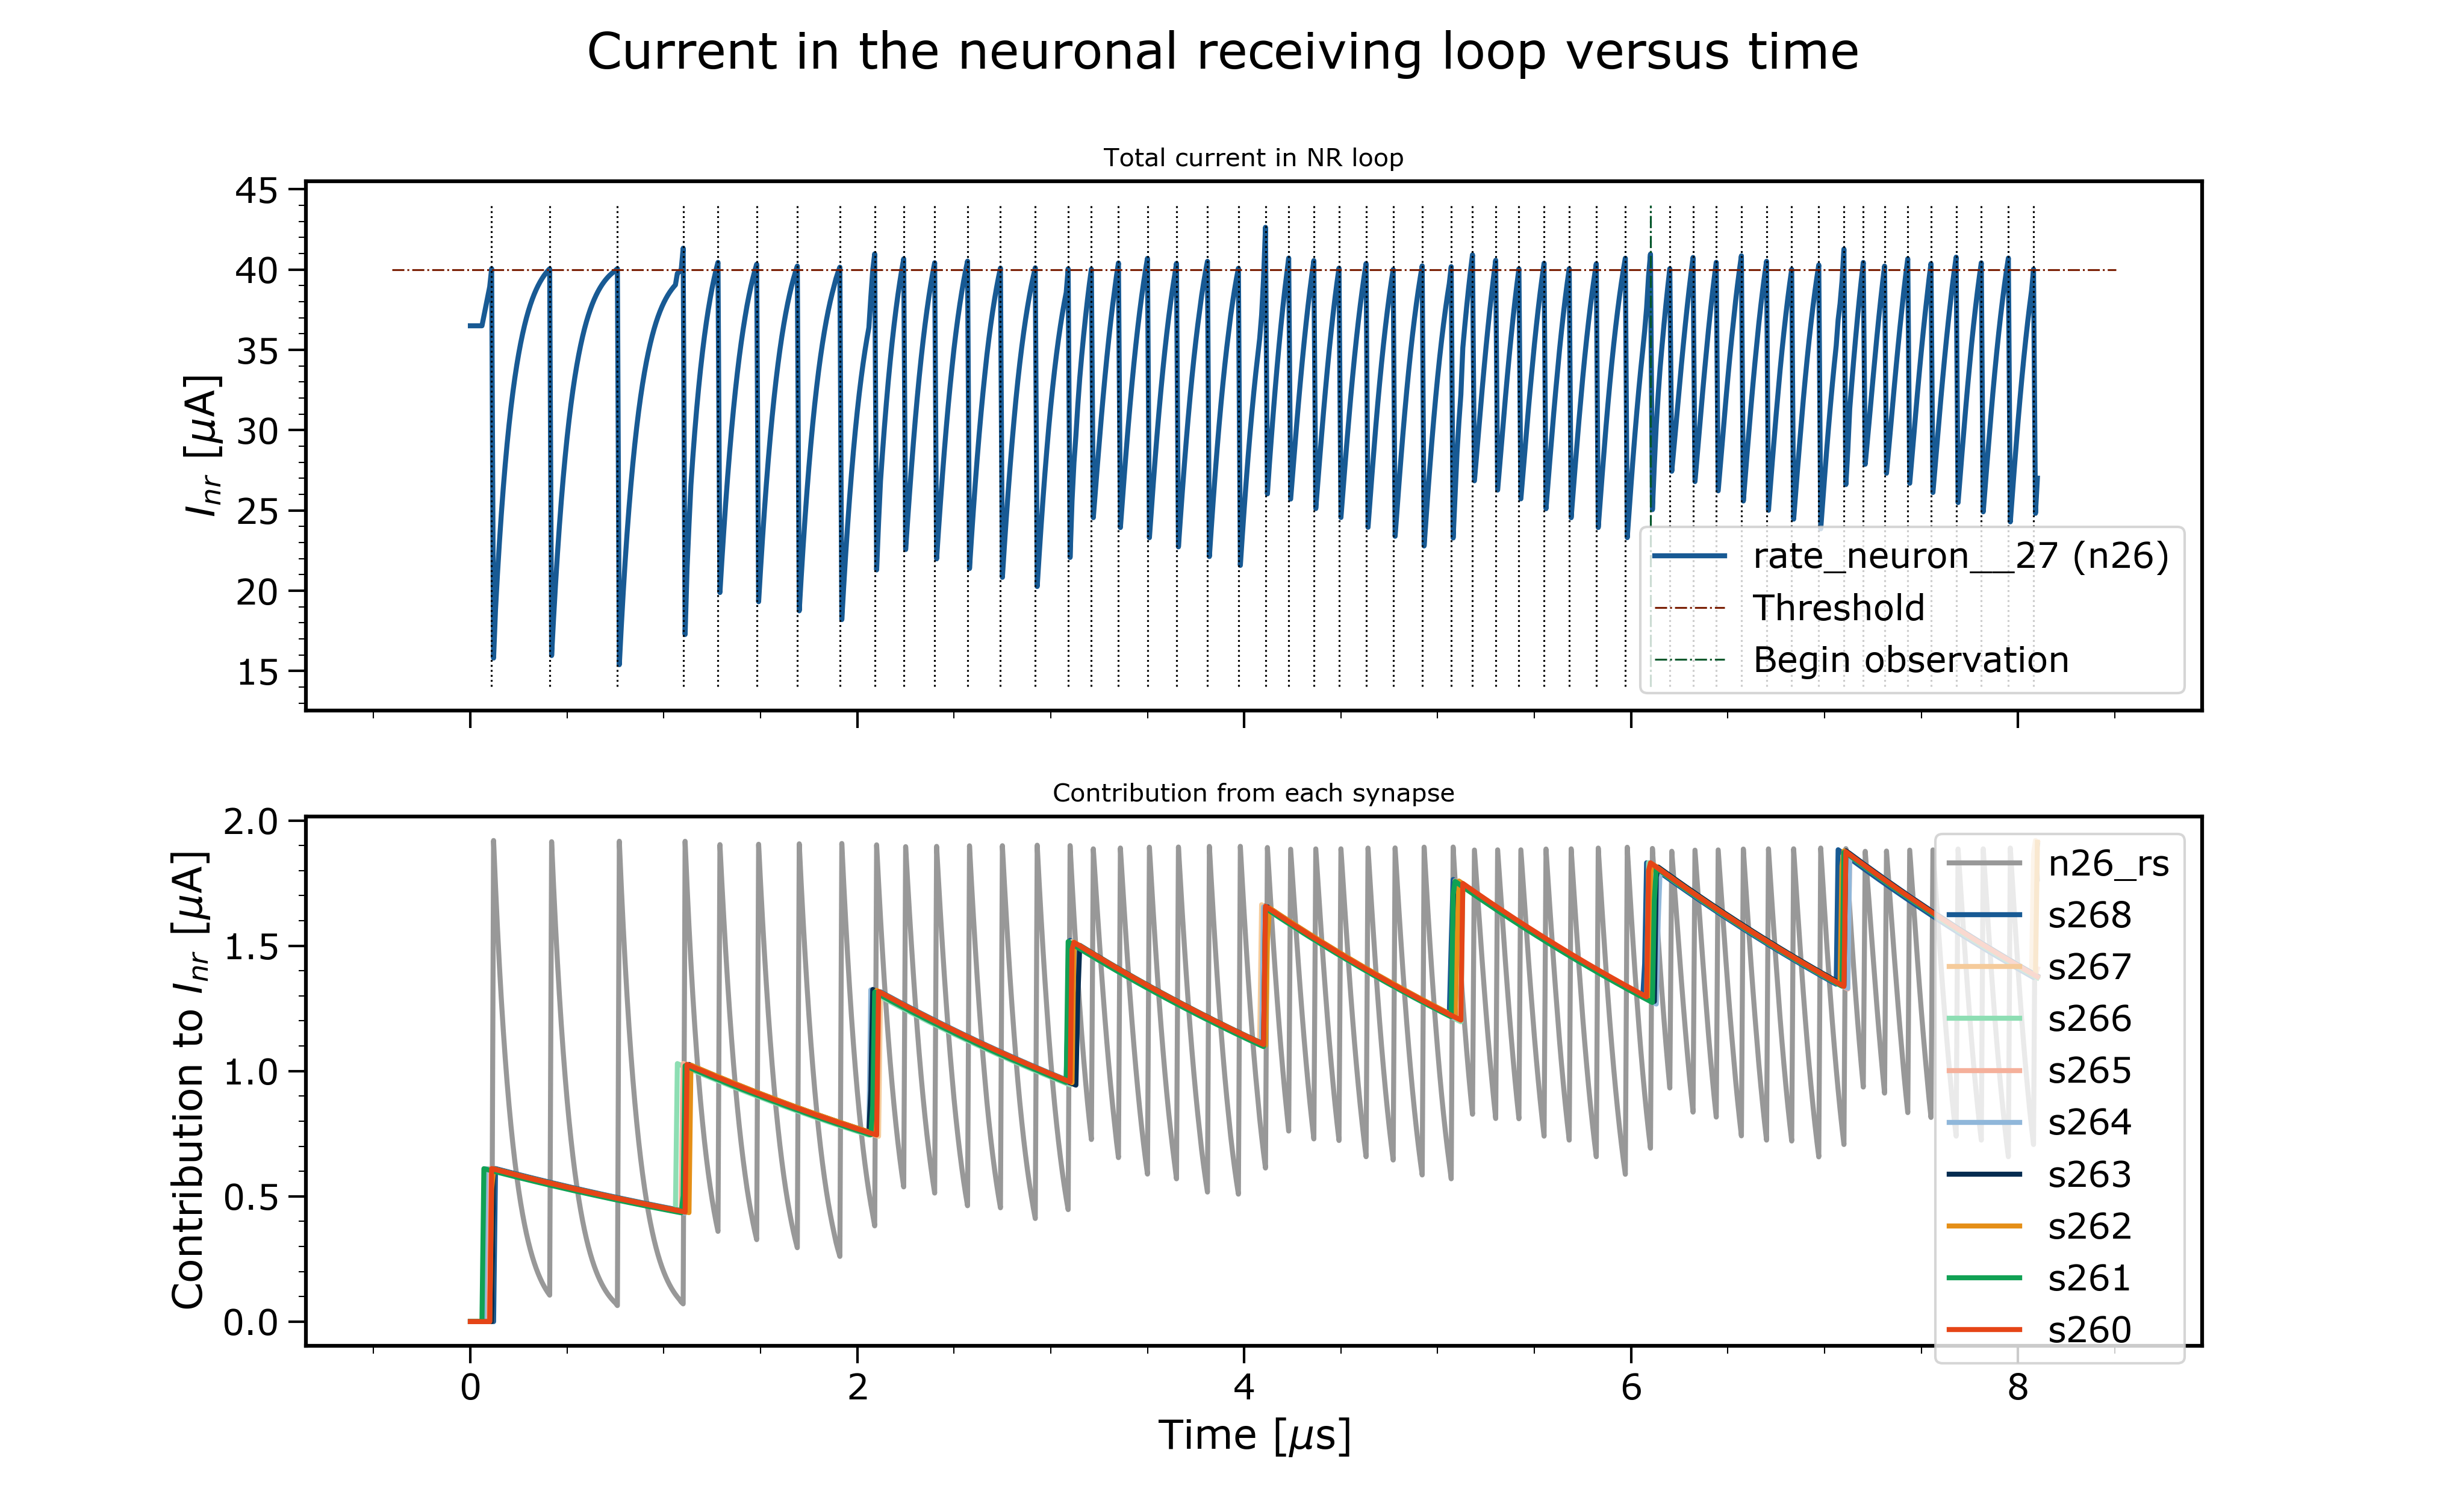 Current in the neuronal receiving loop versus time
Total current in NR loop
45
40
35
30
25
20
15
I_nr [μA]
rate_neuron__27 (n26)
Threshold
Begin observation
Contribution from each synapse
2.0
1.5
1.0
0.5
0.0
Contribution to I_nr [μA]
n26_rs
s268
s267
s266
s265
s264
s263
s262
s261
s260
0 2 4 6 8
Time [μs]